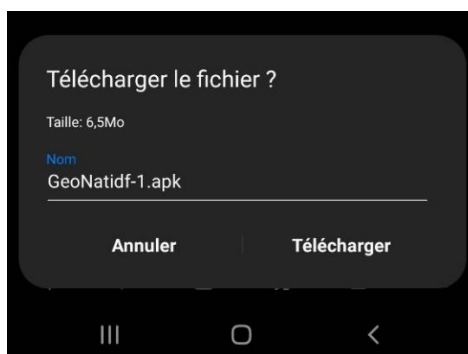 Télécharger le fichier ?
Taille: 6,5Mo
Nom
GeoNatidf-1.apk
Annuler
Télécharger